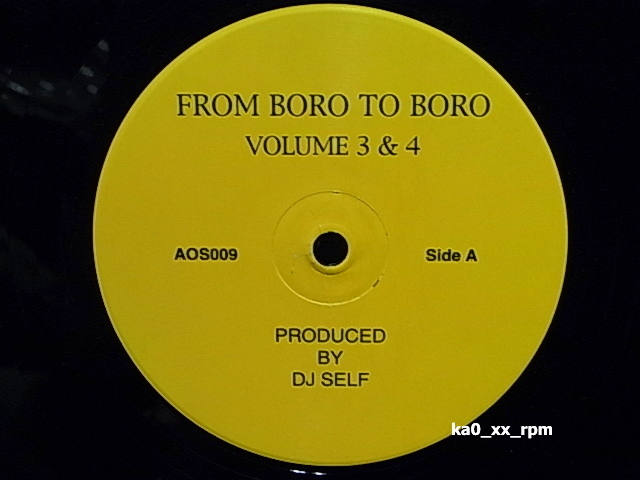 FROM BORO TO BORO
VOLUME 3 & 4
AOS009 Side A
PRODUCED
BY
DJ SELF
ka0_xx_rpm